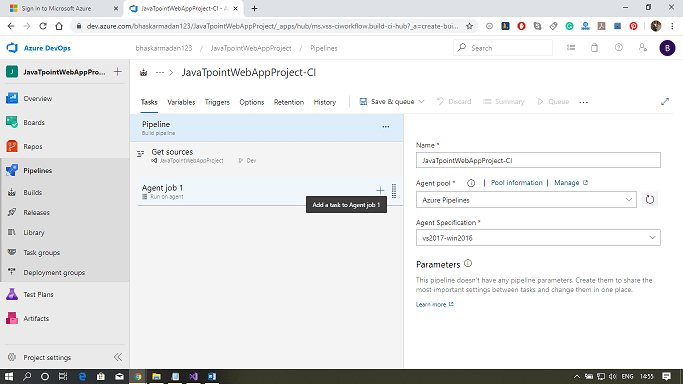 Sign in to Microsoft Azure
JavaTpointWebAppProject-CI - A
dev.azure.com/bhaskarmadan123/JavaTpointWebAppProject/_apps/hub/ms.vss-ciworkflow.build-ci-hub?_a=create-bui...
Azure DevOps
bhaskarmadan123 / JavaTpointWebAppProject / Pipelines
Search
B
J
JavaTpointWebAppPro...
... > JavaTpointWebAppProject-CI
Overview
Boards
Repos
Pipelines
Builds
Releases
Library
Task groups
Deployment groups
Test Plans
Artifacts
Project settings
Tasks Variables Triggers Options Retention History
Save & queue Discard Summary Queue ...
Pipeline
Build pipeline
...
Get sources
JavaTpointWebAppProject Dev
Agent job 1
Run on agent
Add a task to Agent job 1
Name *
JavaTpointWebAppProject-CI
Agent pool * | Pool information | Manage
Azure Pipelines
Agent Specification *
vs2017-win2016
Parameters
This pipeline doesn't have any pipeline parameters. Create them to share the
most important settings between tasks and change them in one place.
Learn more
ENG 14:55